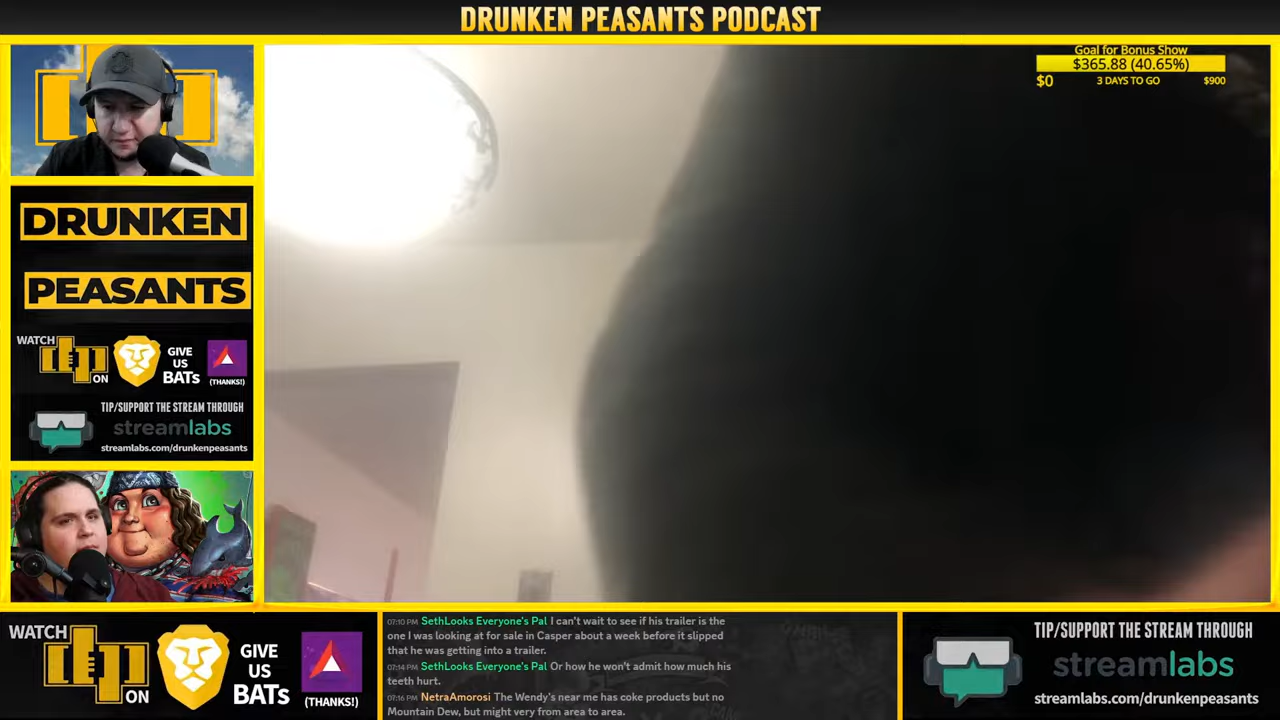 DRUNKEN PEASANTS PODCAST
Goal for Bonus Show
$365.88 (40.65%)
$0
3 DAYS TO GO
$900
DRUNKEN
PEASANTS
WATCH
ON
GIVE
US
BATs
(THANKS!)
TIP/SUPPORT THE STREAM THROUGH
streamlabs
streamlabs.com/drunkenpeasants
WATCH
ON
GIVE
US
BATs
(THANKS!)
07:10 PM SethLooks Everyone's Pal I can't wait to see if his trailer is the
one I was looking at for sale in Casper about a week before it slipped
that he was getting into a trailer.
07:14 PM SethLooks Everyone's Pal Or how he won't admit how much his
teeth hurt.
07:16 PM NetraAmorosi The Wendy's near me has coke products but no
Mountain Dew, but might very from area to area.
TIP/SUPPORT THE STREAM THROUGH
streamlabs
streamlabs.com/drunkenpeasants